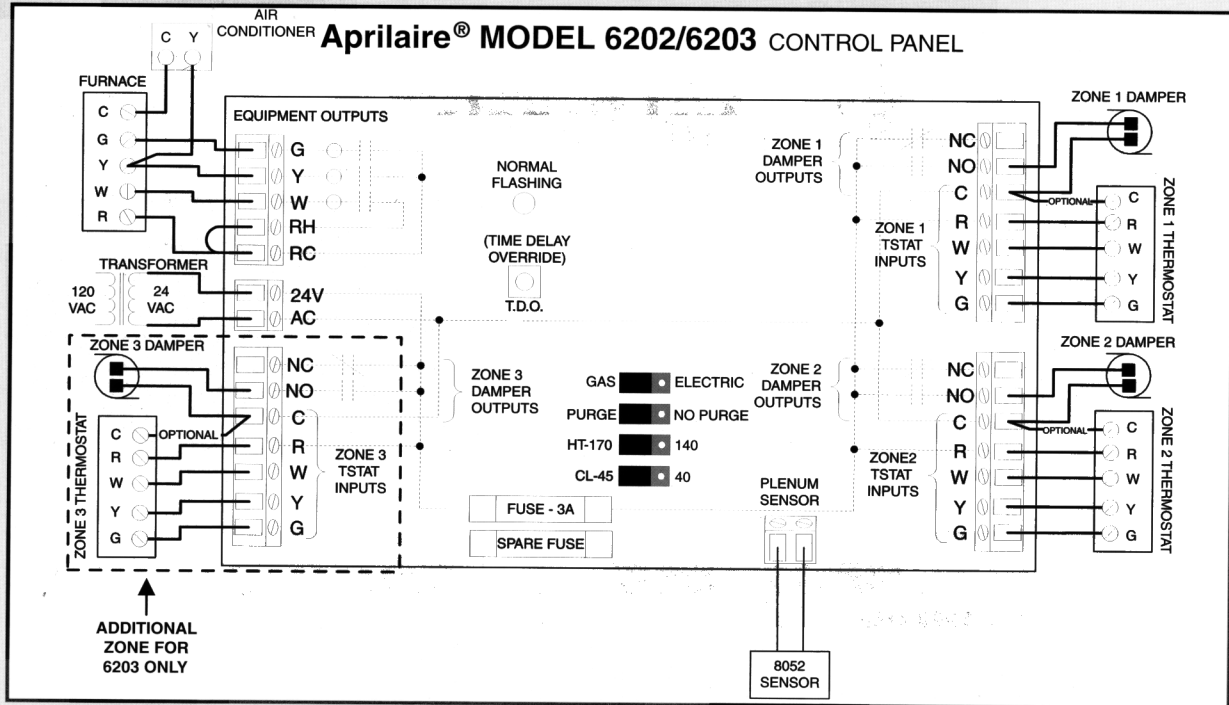 Aprilaire® MODEL 6202/6203 CONTROL PANEL
AIR
CONDITIONER
C Y
FURNACE
C
G
Y
W
R
EQUIPMENT OUTPUTS
G
Y
W
RH
RC
TRANSFORMER
120
VAC
24
VAC
24V
AC
NORMAL
FLASHING
(TIME DELAY
OVERRIDE)
T.D.O.
ZONE 3 DAMPER
NC
NO
C
R
W
Y
G
ZONE 3
DAMPER
OUTPUTS
ZONE 3
TSTAT
INPUTS
OPTIONAL
ZONE 3 THERMOSTAT
C
R
W
Y
G
ADDITIONAL
ZONE FOR
6203 ONLY
GAS ELECTRIC
PURGE NO PURGE
HT-170 140
CL-45 40
FUSE - 3A
SPARE FUSE
PLENUM
SENSOR
8052
SENSOR
ZONE 1
DAMPER
OUTPUTS
ZONE 1
TSTAT
INPUTS
NC
NO
C
R
W
Y
G
ZONE 1 DAMPER
OPTIONAL
C
R
W
Y
G
ZONE 1 THERMOSTAT
ZONE 2
DAMPER
OUTPUTS
ZONE2
TSTAT
INPUTS
NC
NO
C
R
W
Y
G
ZONE 2 DAMPER
OPTIONAL
C
R
W
Y
G
ZONE 2 THERMOSTAT